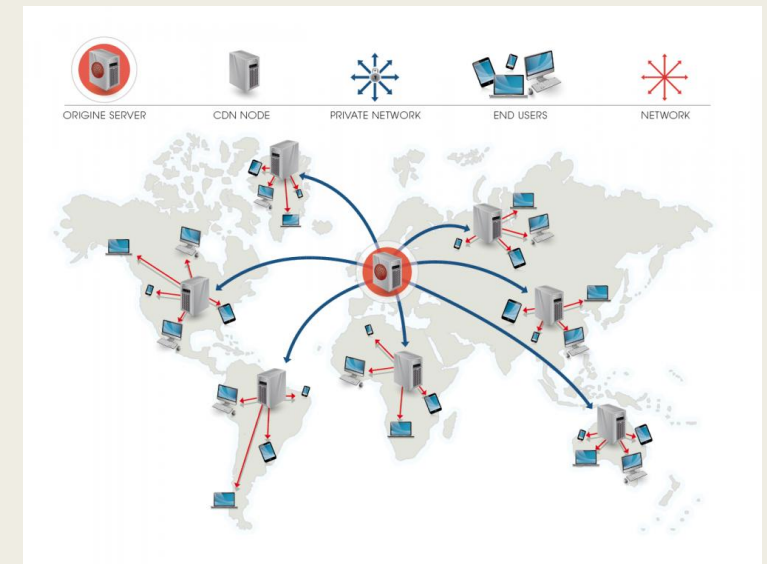 ORIGINE SERVER
CDN NODE
PRIVATE NETWORK
END USERS
NETWORK